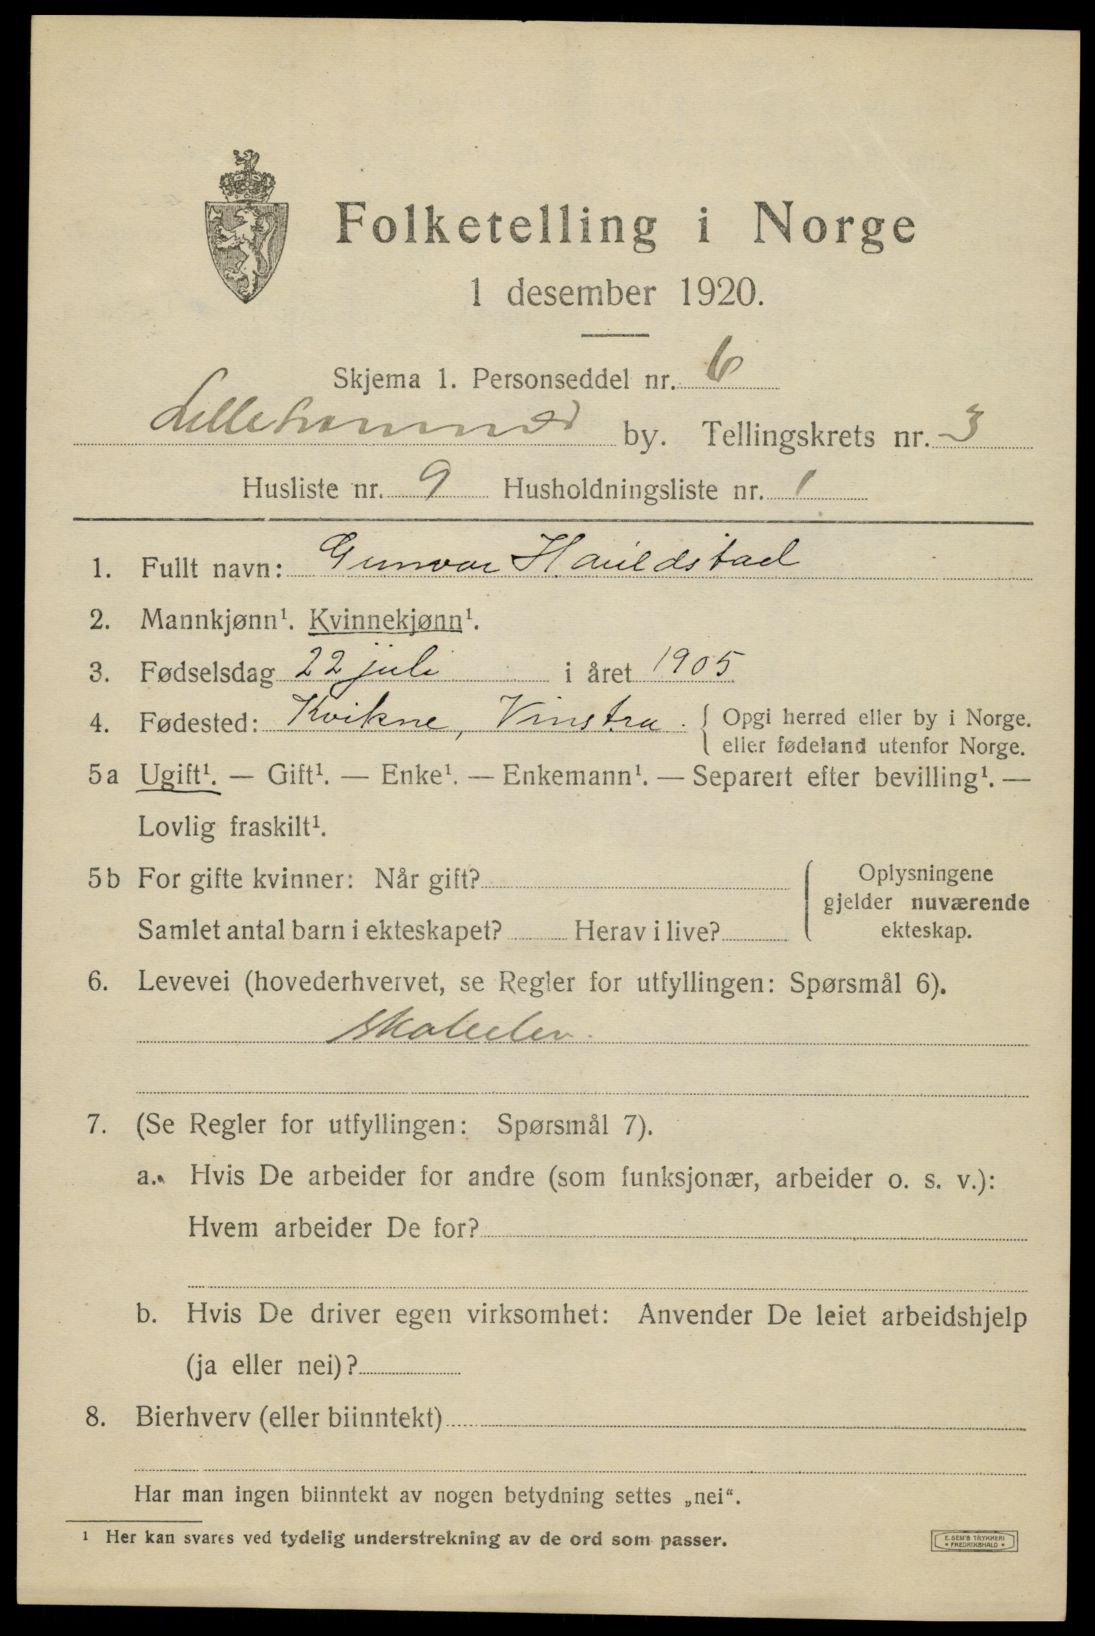 Folketelling i Norge
1 desember 1920.
Skjema 1. Personseddel nr. 6
Lillehammer by. Tellingskrets nr. 3
Husliste nr. 9 Husholdningsliste nr. 1
1. Fullt navn: Gunvor Hauldstad
2. Mannkjønn¹. Kvinnekjønn¹.
3. Fødselsdag 22 juli i året 1905
4. Fødested: Kvikne, Vinstra. { Opgi herred eller by i Norge.
eller fødeland utenfor Norge.
5a Ugift¹. — Gift¹. — Enke¹. — Enkemann¹. — Separert efter bevilling¹. —
Lovlig fraskilt¹.
5b For gifte kvinner: Når gift? Oplysningene
gjelder nuværende
Samlet antal barn i ekteskapet? Herav i live? ekteskap.
6. Levevei (hovederhvervet, se Regler for utfyllingen: Spørsmål 6).
skoleelev.
7. (Se Regler for utfyllingen: Spørsmål 7).
a. Hvis De arbeider for andre (som funksjonær, arbeider o. s. v.):
Hvem arbeider De for?
b. Hvis De driver egen virksomhet: Anvender De leiet arbeidshjelp
(ja eller nei)?
8. Bierhverv (eller biinntekt)
Har man ingen biinntekt av nogen betydning settes „nei“.
¹ Her kan svares ved tydelig understrekning av de ord som passer.
E. SEM'S TRYKKERI
• FREDRIKSHALD •